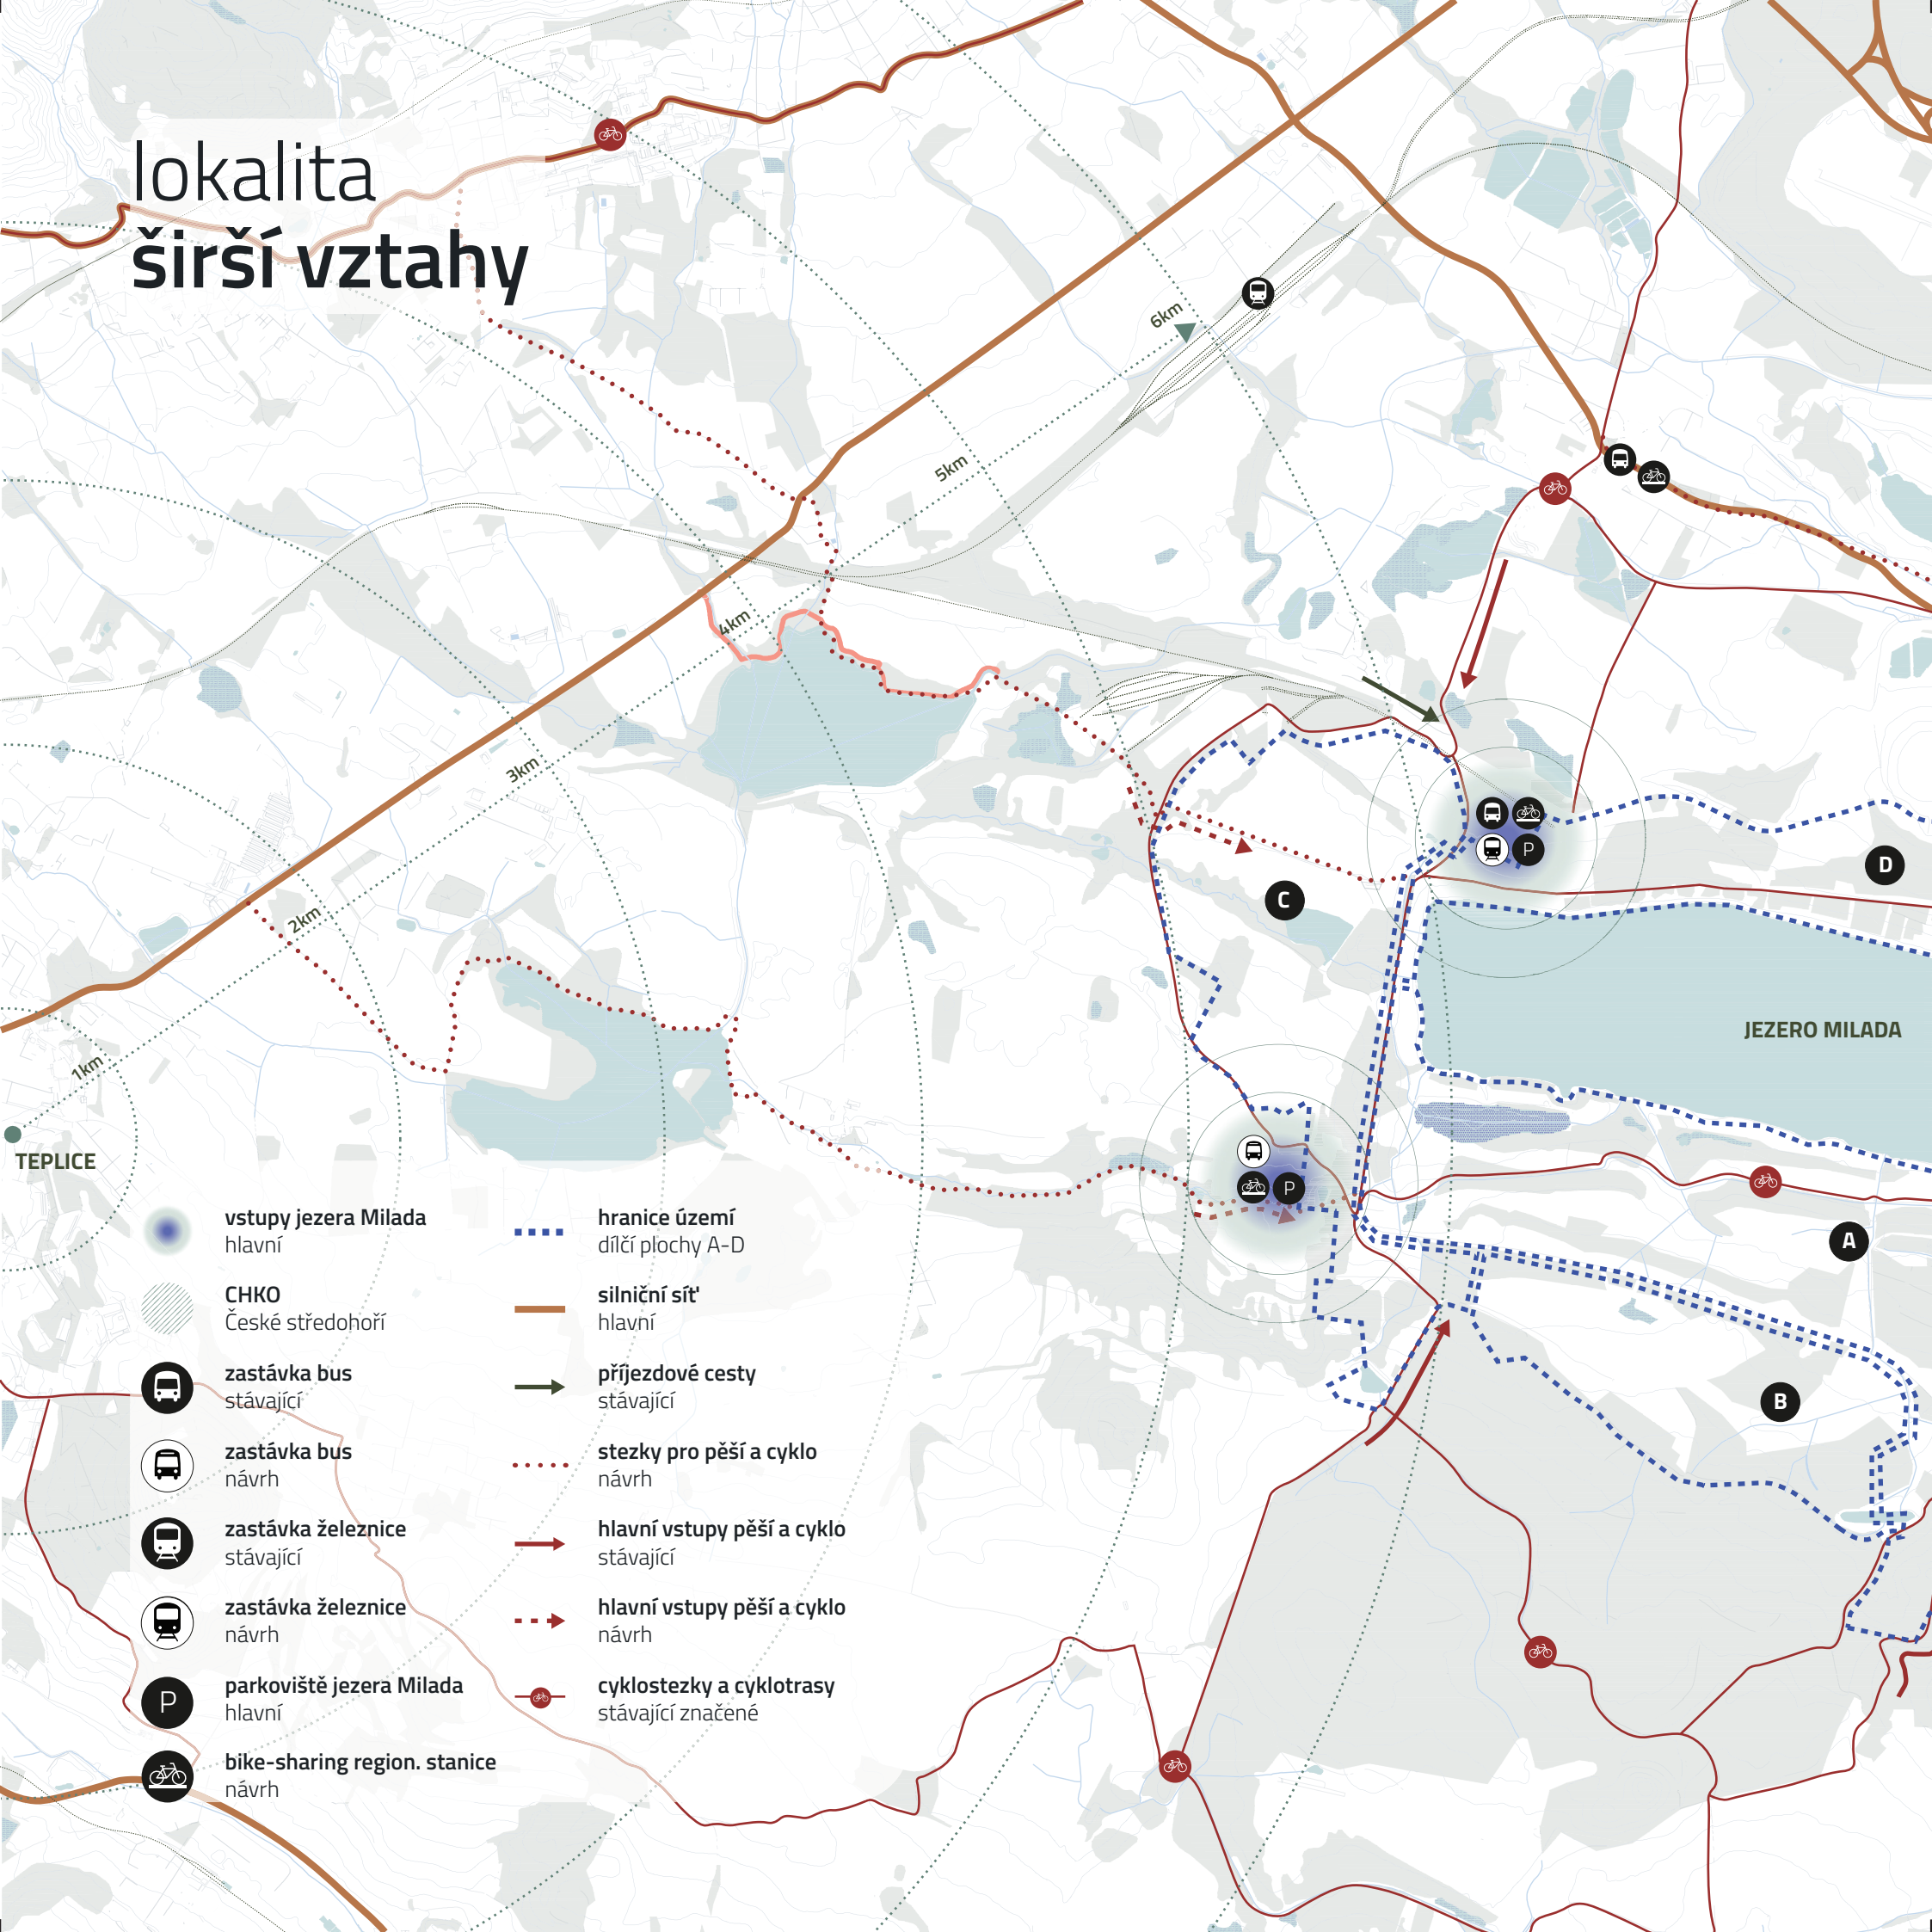 lokalita
širší vztahy
6km
5km
4km
3km
2km
1km
TEPLICE
D
C
JEZERO MILADA
A
B
P
P
vstupy jezera Milada
hlavní
CHKO
České středohoří
zastávka bus
stávající
zastávka bus
návrh
zastávka železnice
stávající
zastávka železnice
návrh
P
parkoviště jezera Milada
hlavní
bike-sharing region. stanice
návrh
hranice území
dílčí plochy A-D
silniční síť
hlavní
příjezdové cesty
stávající
stezky pro pěší a cyklo
návrh
hlavní vstupy pěší a cyklo
stávající
hlavní vstupy pěší a cyklo
návrh
cyklostezky a cyklotrasy
stávající značené